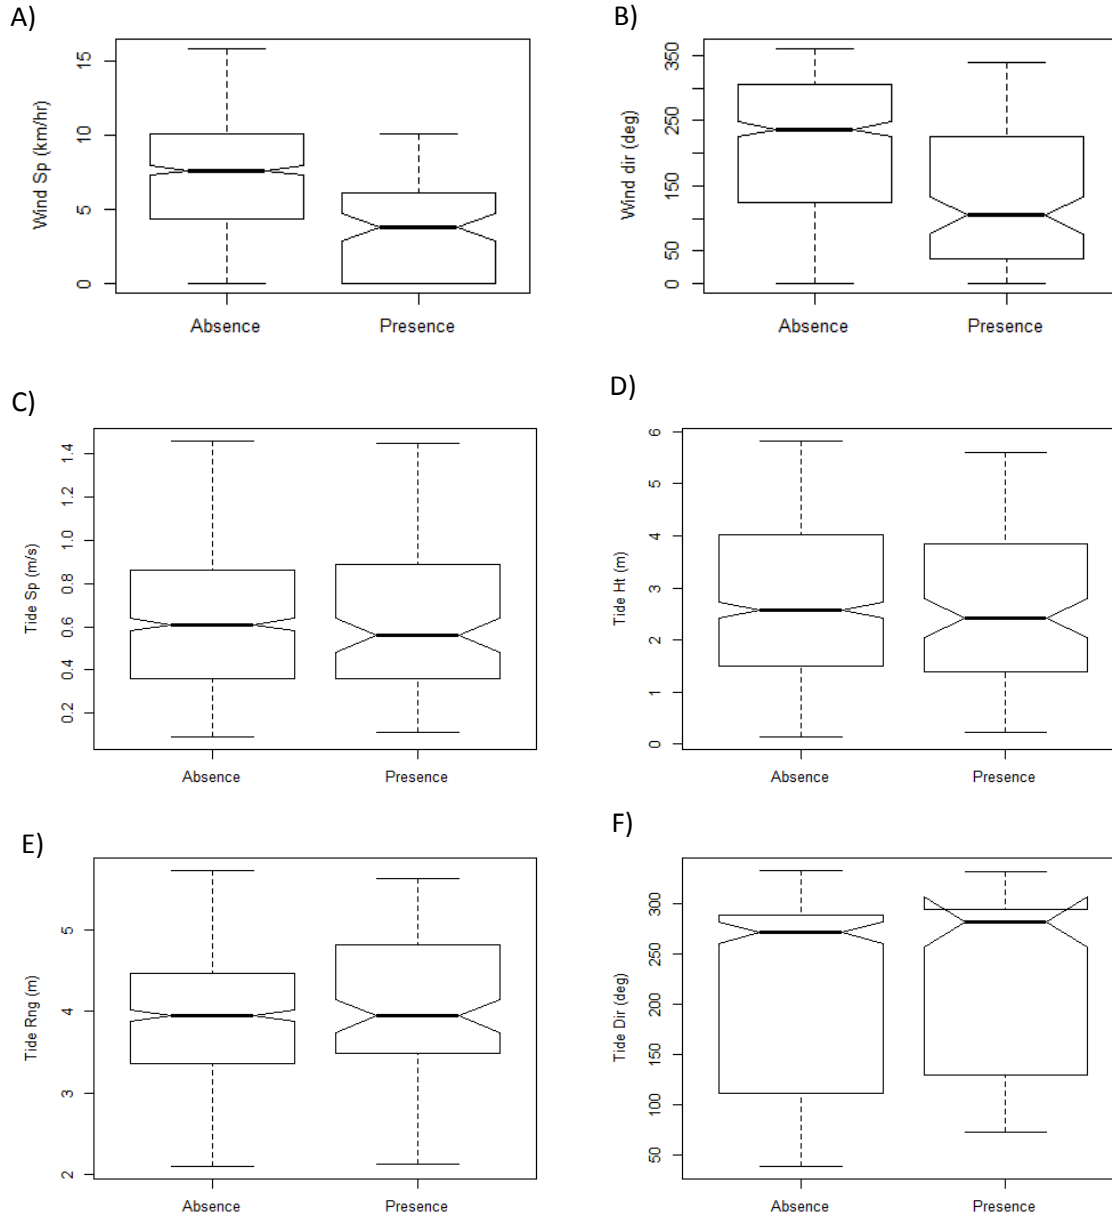 A)
Wind Sp (km/hr)
15
10
5
0
Absence Presence
B)
Wind dir (deg)
350
250
150
50
0
Absence Presence
C)
Tide Sp (m/s)
1.4
1.2
1.0
0.8
0.6
0.4
0.2
Absence Presence
D)
Tide Ht (m)
6
5
4
3
2
1
0
Absence Presence
E)
Tide Rng (m)
5
4
3
2
Absence Presence
F)
Tide Dir (deg)
300
250
200
150
100
50
Absence Presence